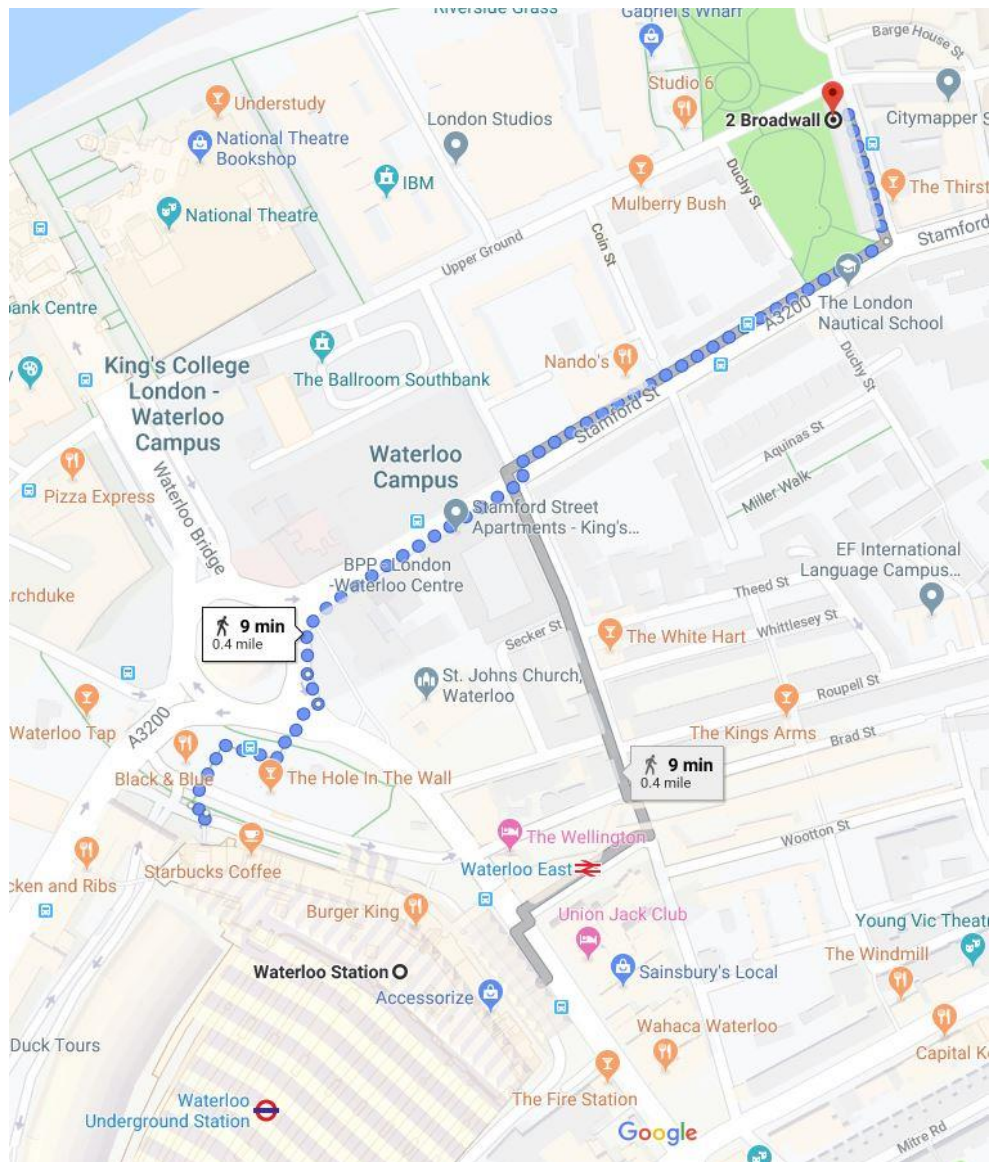 Riverside Grass
Gabriel's Wharf
Barge House St
Understudy
Studio 6
Citymapper S
London Studios
2 Broadwall
National Theatre
Bookshop
IBM
Duchy St
The Thirst
Mulberry Bush
National Theatre
Coin St
Stamford
Upper Ground
ank Centre
The London
Nautical School
A3200
The Ballroom Southbank
Nando's
King's College
London -
Waterloo
Campus
Duchy St
Stamford St
Waterloo
Campus
Aquinas St
Pizza Express
Miller Walk
Waterloo Bridge
Stamford Street
Apartments - King's...
BPP - London
-Waterloo Centre
EF International
Language Campus...
rchduke
Theed St
9 min
0.4 mile
Secker St
The White Hart
Whittlesey St
St. Johns Church,
Waterloo
Roupell St
A3200
Waterloo Tap
The Kings Arms
Brad St
9 min
0.4 mile
Black & Blue
The Hole In The Wall
The Wellington
Wootton St
Starbucks Coffee
Waterloo East
cken and Ribs
Burger King
Union Jack Club
Young Vic Theat
The Windmill
Waterloo Station
Sainsbury's Local
Accessorize
Wahaca Waterloo
Duck Tours
Capital K
The Fire Station
Waterloo
Underground Station
Google
Mitre Rd